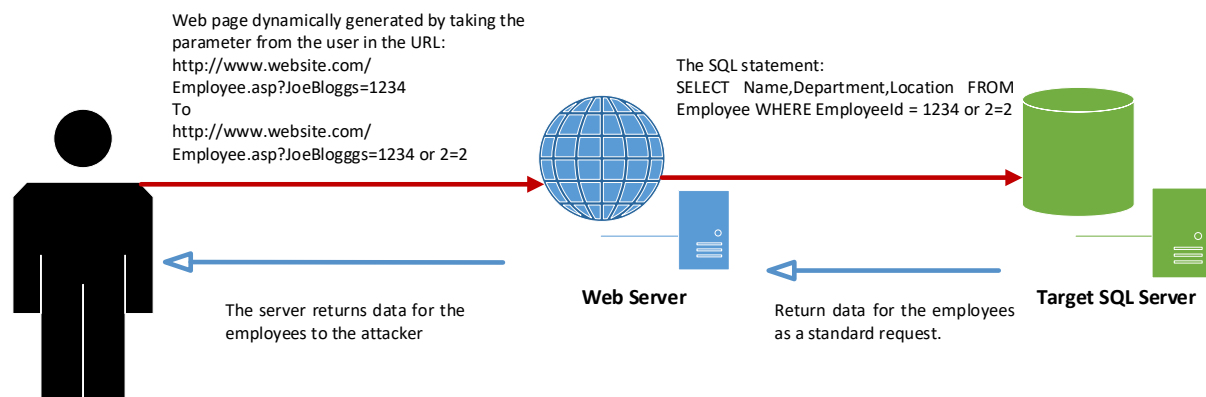 Web page dynamically generated by taking the
parameter from the user in the URL:
http://www.website.com/
Employee.asp?JoeBloggs=1234
To
http://www.website.com/
Employee.asp?JoeBlogggs=1234 or 2=2
The SQL statement:
SELECT Name,Department,Location FROM
Employee WHERE EmployeeId = 1234 or 2=2
The server returns data for the
employees to the attacker
Web Server
Return data for the employees
as a standard request.
Target SQL Server